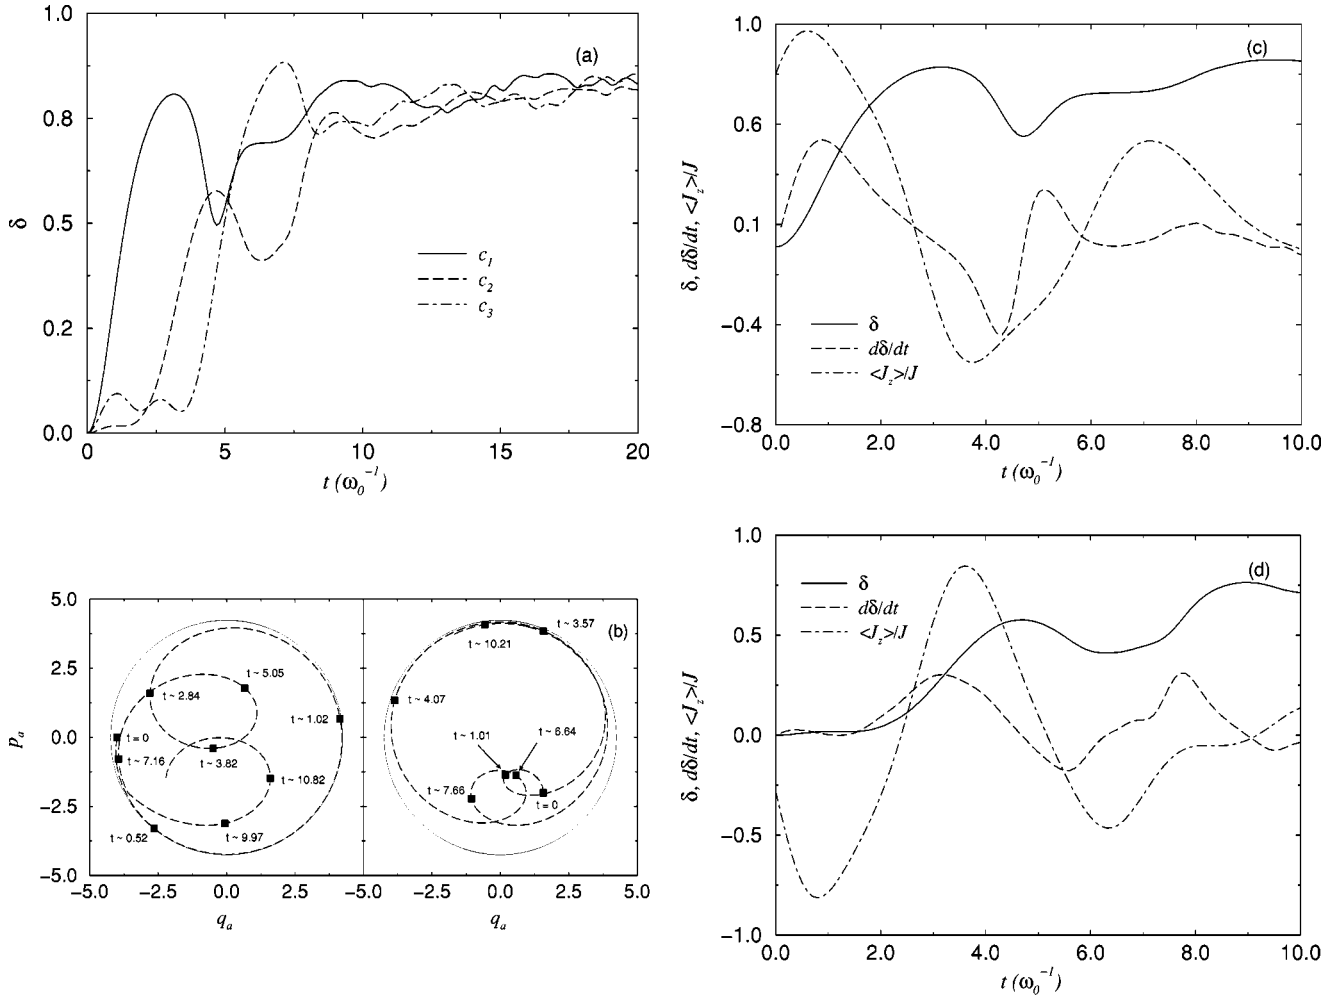 1.0
0.8
0.5
0.2
0.0
δ
(a)
c1
c2
c3
0
5
10
15
20
t (ω0−1)
1.0
0.6
0.1
−0.4
−0.8
δ, dδ/dt, <Jz>/J
(c)
δ
dδ/dt
<Jz>/J
0.0
2.0
4.0
6.0
8.0
10.0
t (ω0−1)
5.0
2.5
0.0
−2.5
−5.0
pa
t ~ 2.84
t ~ 5.05
t ~ 1.02
t = 0
t ~ 7.16
t ~ 3.82
t ~ 10.82
t ~ 0.52
t ~ 9.97
(b)
t ~ 3.57
t ~ 10.21
t ~ 4.07
t ~ 1.01
t ~ 6.64
t ~ 7.66
t = 0
−5.0
−2.5
0.0
2.5
−5.0
−2.5
0.0
2.5
5.0
qa
qa
1.0
0.5
0.0
−0.5
−1.0
δ, dδ/dt, <Jz>/J
(d)
δ
dδ/dt
<Jz>/J
0.0
2.0
4.0
6.0
8.0
10.0
t (ω0−1)